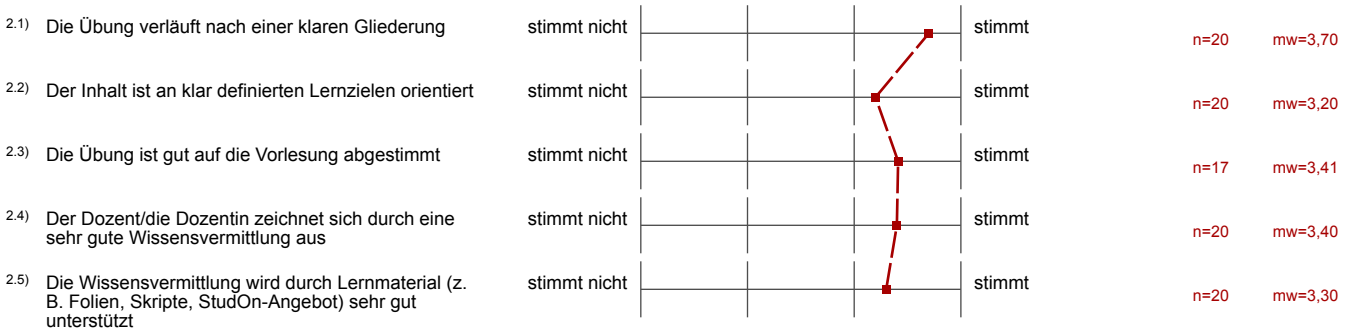 2.1) Die Übung verläuft nach einer klaren Gliederung stimmt nicht stimmt n=20 mw=3,70
2.2) Der Inhalt ist an klar definierten Lernzielen orientiert stimmt nicht stimmt n=20 mw=3,20
2.3) Die Übung ist gut auf die Vorlesung abgestimmt stimmt nicht stimmt n=17 mw=3,41
2.4) Der Dozent/die Dozentin zeichnet sich durch eine stimmt nicht stimmt n=20 mw=3,40
sehr gute Wissensvermittlung aus
2.5) Die Wissensvermittlung wird durch Lernmaterial (z. stimmt nicht stimmt n=20 mw=3,30
B. Folien, Skripte, StudOn-Angebot) sehr gut
unterstützt